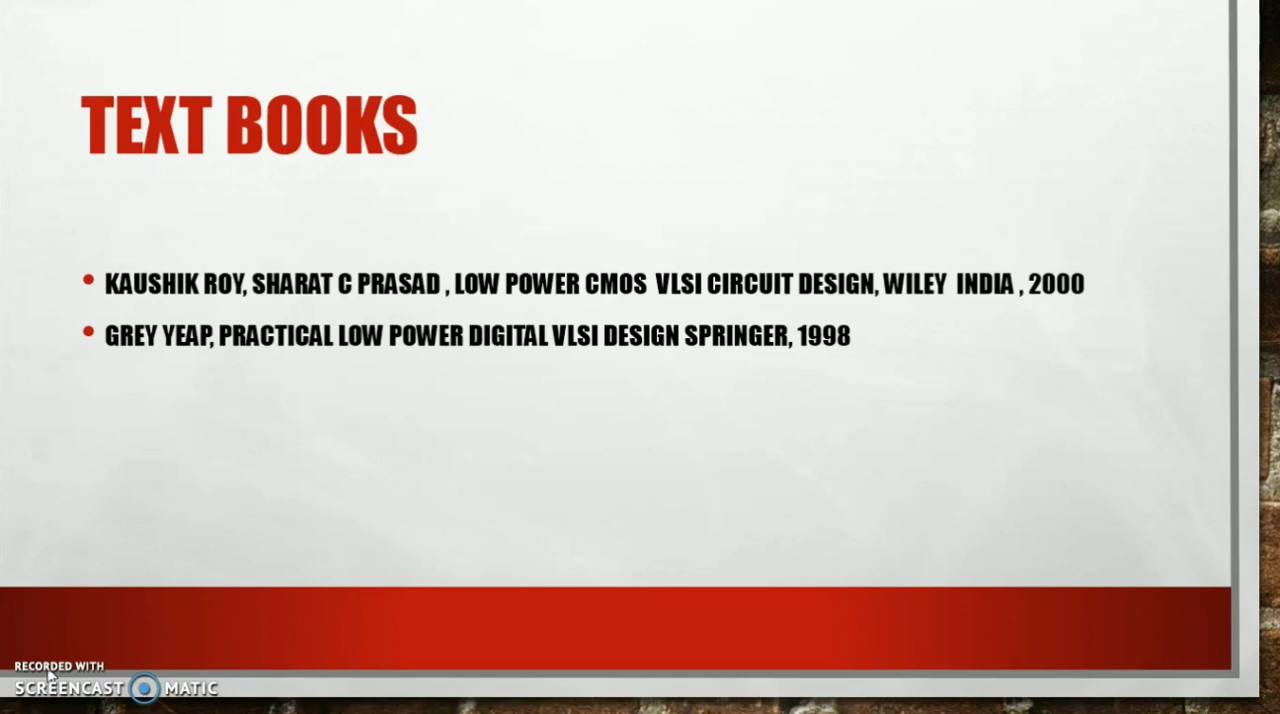 TEXT BOOKS
• KAUSHIK ROY, SHARAT C PRASAD , LOW POWER CMOS VLSI CIRCUIT DESIGN, WILEY INDIA , 2000
• GREY YEAP, PRACTICAL LOW POWER DIGITAL VLSI DESIGN SPRINGER, 1998
RECORDED WITH
SCREENCAST MATIC